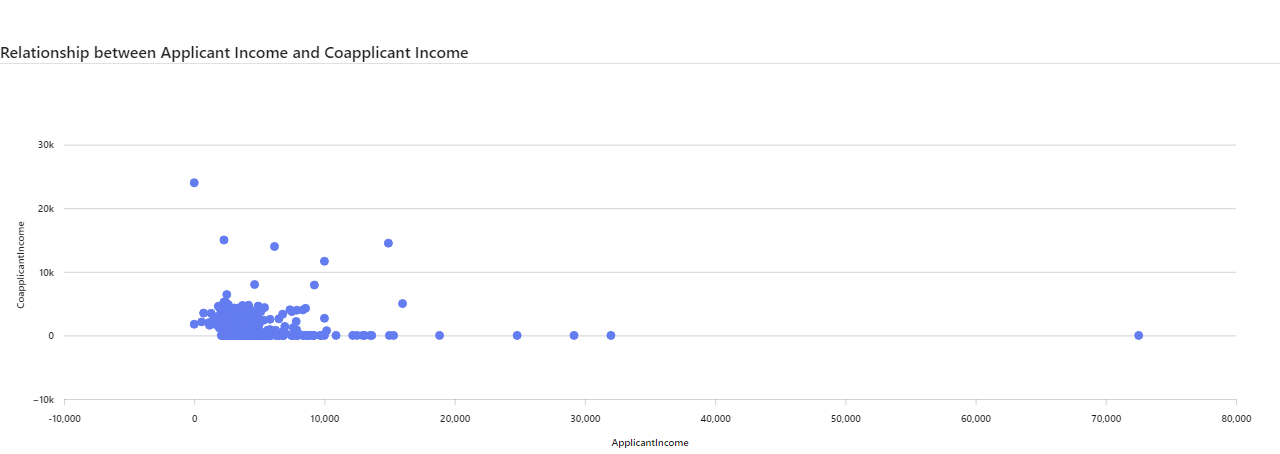 Relationship between Applicant Income and Coapplicant Income
30k
20k
10k
0
−10k
CoapplicantIncome
-10,000
0
10,000
20,000
30,000
40,000
50,000
60,000
70,000
80,000
ApplicantIncome